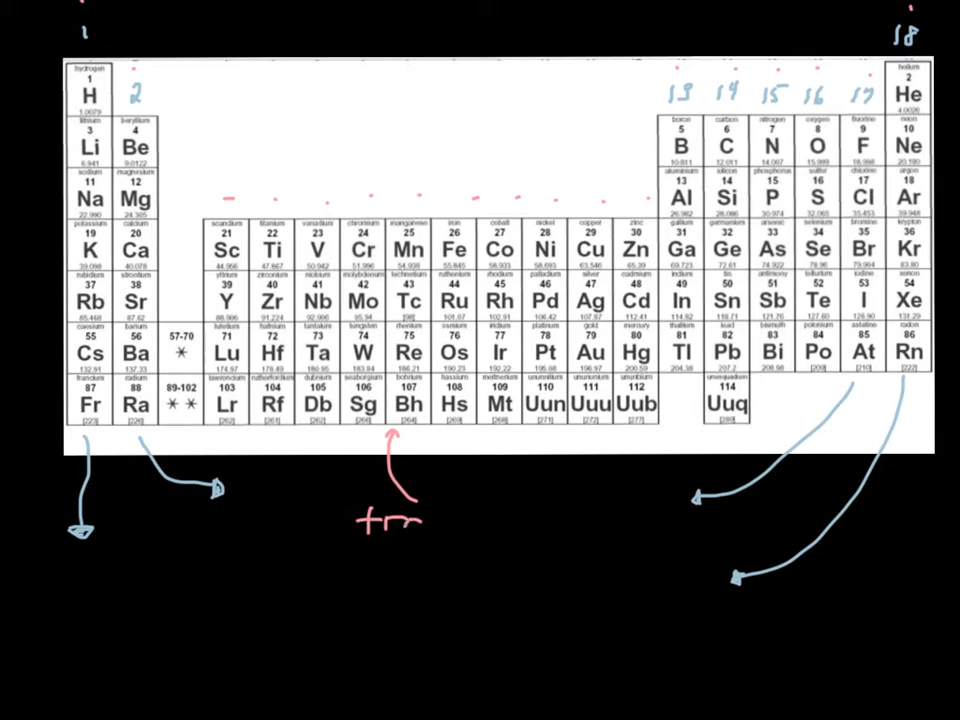 1 18
2 13 14 15 16 17
hydrogen helium
1 2
H He
1.0079 4.0026
lithium beryllium boron carbon nitrogen oxygen fluorine neon
3 4 5 6 7 8 9 10
Li Be B C N O F Ne
6.941 9.0122 10.811 12.011 14.007 15.999 18.998 20.180
sodium magnesium aluminium silicon phosphorus sulfur chlorine argon
11 12 13 14 15 16 17 18
Na Mg Al Si P S Cl Ar
22.990 24.305 26.982 28.086 30.974 32.065 35.453 39.948
potassium calcium scandium titanium vanadium chromium manganese iron cobalt nickel copper zinc gallium germanium arsenic selenium bromine krypton
19 20 21 22 23 24 25 26 27 28 29 30 31 32 33 34 35 36
K Ca Sc Ti V Cr Mn Fe Co Ni Cu Zn Ga Ge As Se Br Kr
39.098 40.078 44.956 47.867 50.942 51.996 54.938 55.845 58.933 58.693 63.546 65.39 69.723 72.61 74.922 78.96 79.904 83.80
rubidium strontium yttrium zirconium niobium molybdenum technetium ruthenium rhodium palladium silver cadmium indium tin antimony tellurium iodine xenon
37 38 39 40 41 42 43 44 45 46 47 48 49 50 51 52 53 54
Rb Sr Y Zr Nb Mo Tc Ru Rh Pd Ag Cd In Sn Sb Te I Xe
85.468 87.62 88.906 91.224 92.906 95.94 [98] 101.07 102.91 106.42 107.87 112.41 114.82 118.71 121.76 127.60 126.90 131.29
caesium barium lutetium hafnium tantalum tungsten rhenium osmium iridium platinum gold mercury thallium lead bismuth polonium astatine radon
55 56 57-70 71 72 73 74 75 76 77 78 79 80 81 82 83 84 85 86
Cs Ba * Lu Hf Ta W Re Os Ir Pt Au Hg Tl Pb Bi Po At Rn
132.91 137.33 174.97 178.49 180.95 183.84 186.21 190.23 192.22 195.08 196.97 200.59 204.38 207.2 208.98 [209] [210] [222]
francium radium lawrencium rutherfordium dubnium seaborgium bohrium hassium meitnerium ununnilium unununium ununbium ununquadium
87 88 89-102 103 104 105 106 107 108 109 110 111 112 114
Fr Ra * * Lr Rf Db Sg Bh Hs Mt Uun Uuu Uub Uuq
[223] [226] [262] [261] [262] [266] [264] [269] [268] [271] [272] [277] [289]